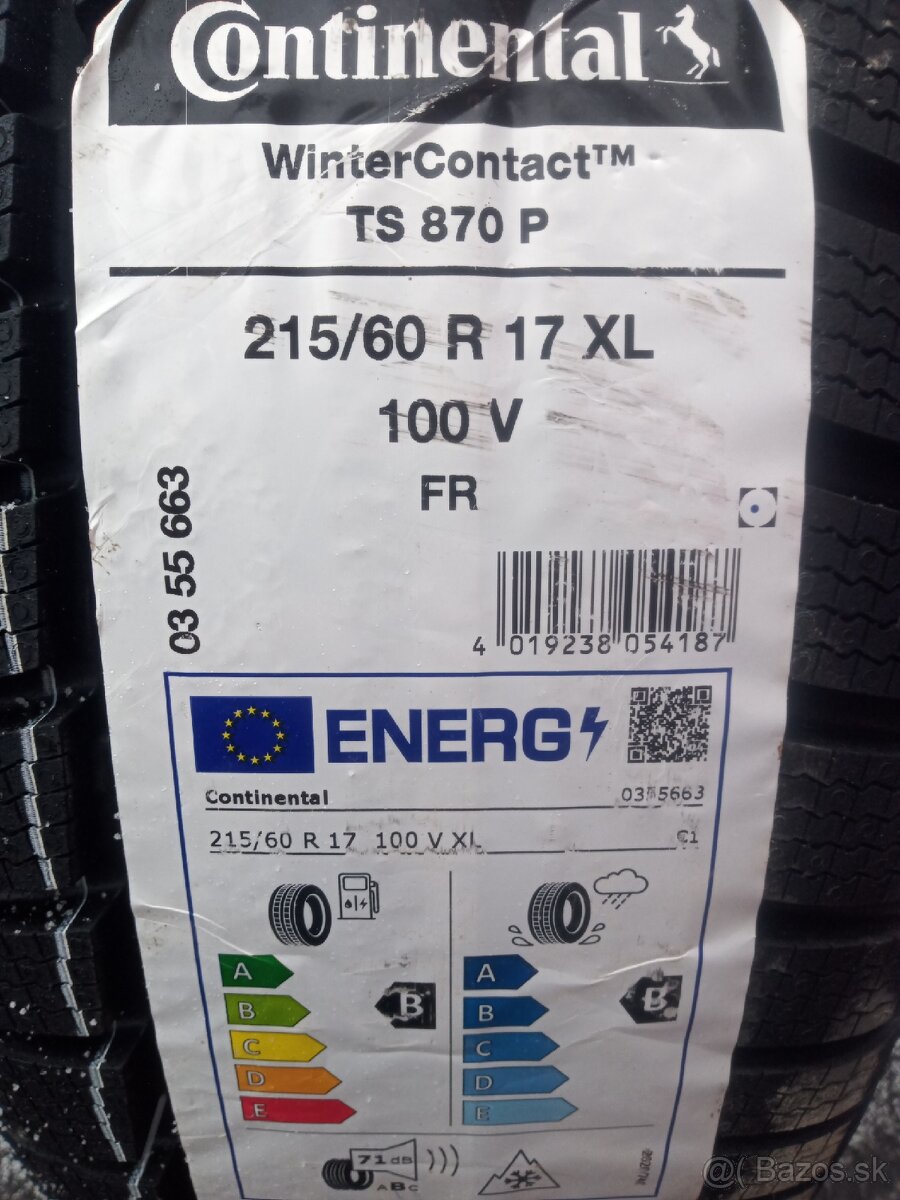 Continental
WinterContact™
TS 870 P
215/60 R 17 XL
100 V
FR
03 55 663
4 019238 054187
ENERG
Continental
0355663
215/60 R 17 100 V XL
C1
A
B
C
D
E
B
A
B
C
D
E
B
71 dB
ABC
@( Bazos.sk